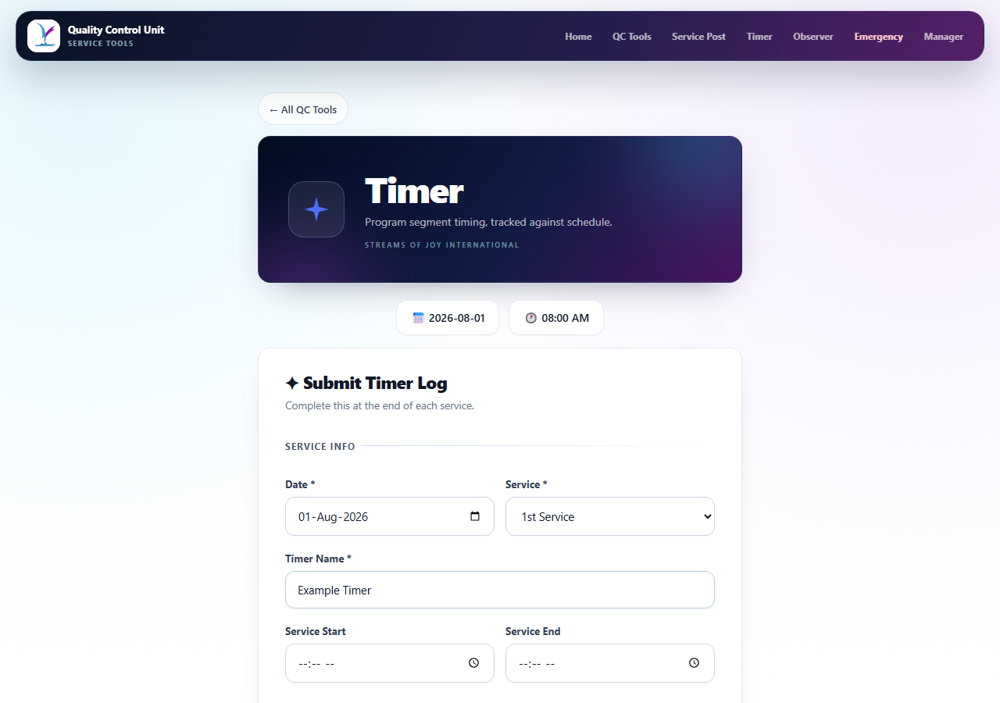 Quality Control Unit
SERVICE TOOLS
Home QC Tools Service Post Timer Observer Emergency Manager
← All QC Tools
Timer
Program segment timing, tracked against schedule.
STREAMS OF JOY INTERNATIONAL
2026-08-01 08:00 AM
✦ Submit Timer Log
Complete this at the end of each service.
SERVICE INFO
Date * Service *
01-Aug-2026 1st Service
Timer Name *
Example Timer
Service Start Service End
--:-- -- --:-- --